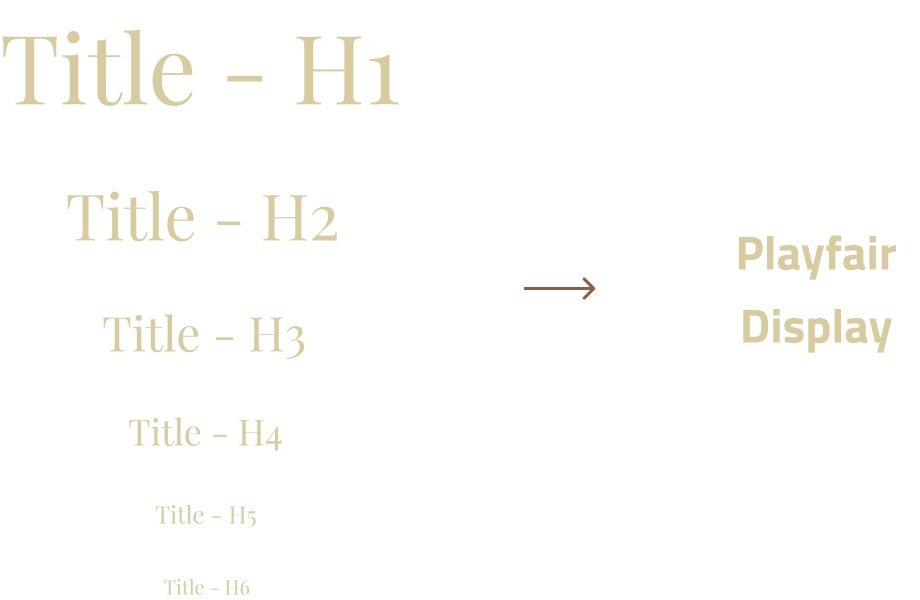 Title - H1
Title - H2
Title - H3
Title - H4
Title - H5
Title - H6
Playfair
Display